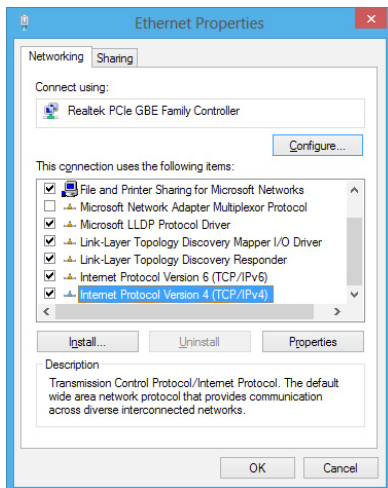 Ethernet Properties
Networking
Sharing
Connect using:
Realtek PCIe GBE Family Controller
Configure...
This connection uses the following items:
File and Printer Sharing for Microsoft Networks
Microsoft Network Adapter Multiplexor Protocol
Microsoft LLDP Protocol Driver
Link-Layer Topology Discovery Mapper I/O Driver
Link-Layer Topology Discovery Responder
Internet Protocol Version 6 (TCP/IPv6)
Internet Protocol Version 4 (TCP/IPv4)
Install...
Uninstall
Properties
Description
Transmission Control Protocol/Internet Protocol. The default
wide area network protocol that provides communication
across diverse interconnected networks.
OK
Cancel